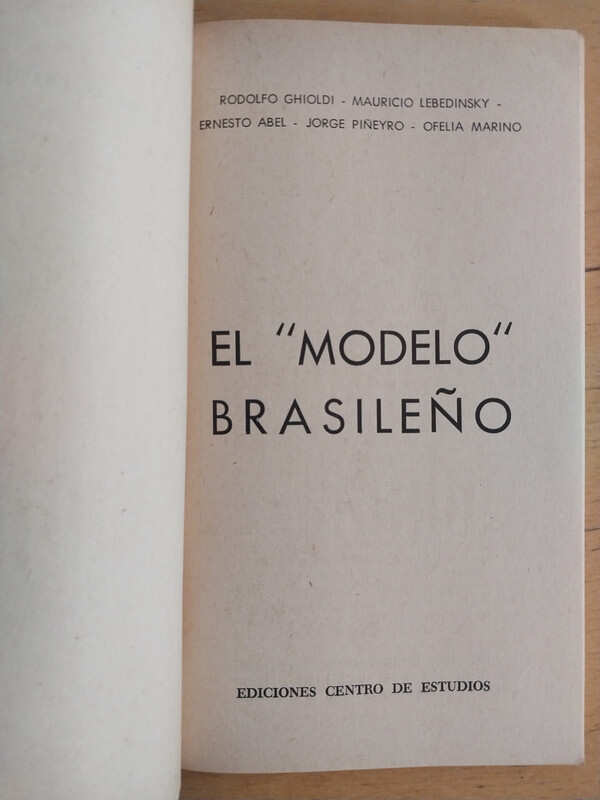 RODOLFO GHIOLDI - MAURICIO LEBEDINSKY -
ERNESTO ABEL - JORGE PIÑEYRO - OFELIA MARINO
EL “MODELO“
BRASILEÑO
EDICIONES CENTRO DE ESTUDIOS